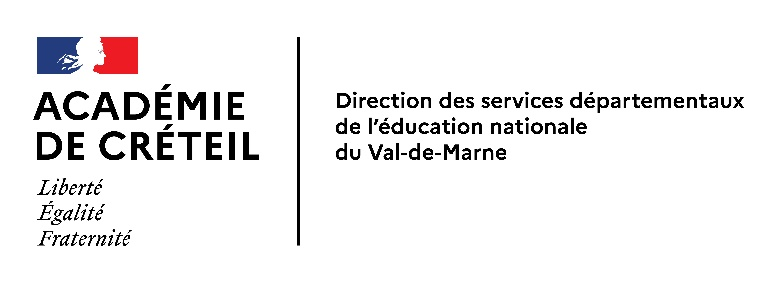 ACADÉMIE
DE CRÉTEIL
Liberté
Égalité
Fraternité
Direction des services départementaux
de l'éducation nationale
du Val-de-Marne